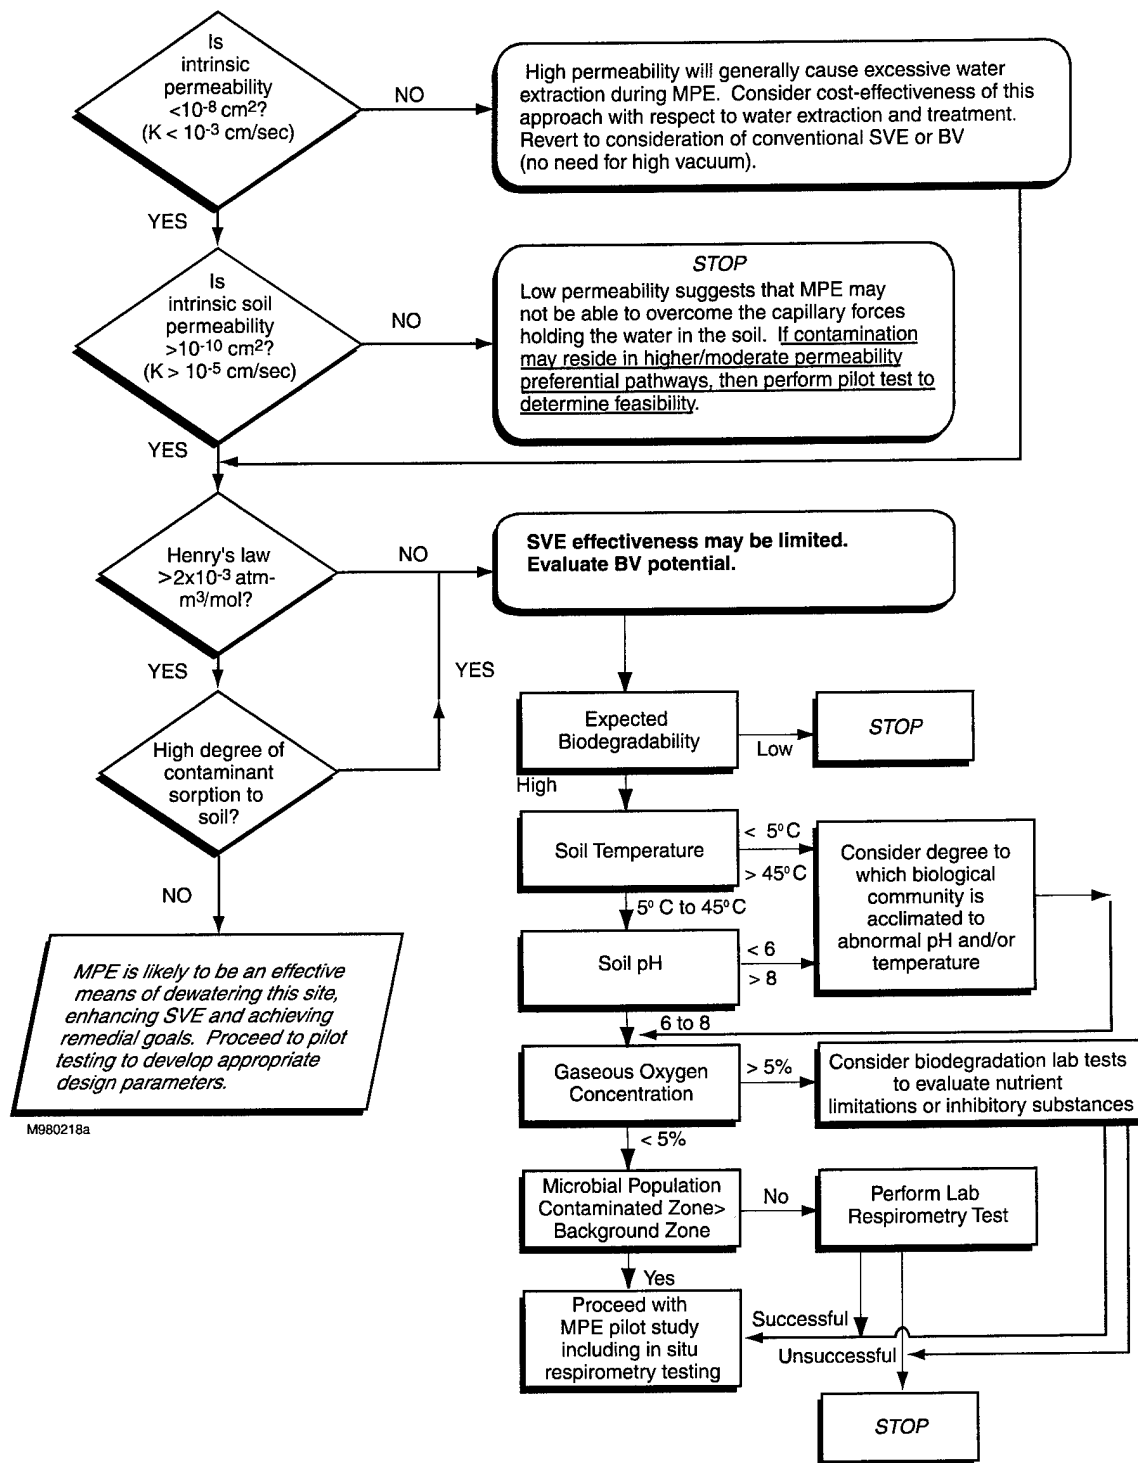 Is
intrinsic
permeability
<10-8 cm2?
(K < 10-3 cm/sec)
NO
High permeability will generally cause excessive water
extraction during MPE. Consider cost-effectiveness of this
approach with respect to water extraction and treatment.
Revert to consideration of conventional SVE or BV
(no need for high vacuum).
YES
Is
intrinsic soil
permeability
>10-10 cm2?
(K > 10-5 cm/sec)
NO
STOP
Low permeability suggests that MPE may
not be able to overcome the capillary forces
holding the water in the soil. If contamination
may reside in higher/moderate permeability
preferential pathways, then perform pilot test to
determine feasibility.
YES
Henry's law
>2x10-3 atm-
m3/mol?
NO
SVE effectiveness may be limited.
Evaluate BV potential.
YES
YES
High degree of
contaminant
sorption to
soil?
NO
MPE is likely to be an effective
means of dewatering this site,
enhancing SVE and achieving
remedial goals. Proceed to pilot
testing to develop appropriate
design parameters.
M980218a
Expected
Biodegradability
Low
STOP
High
Soil Temperature
< 5°C
> 45°C
Consider degree to
which biological
community is
acclimated to
abnormal pH and/or
temperature
5° C to 45°C
Soil pH
< 6
> 8
6 to 8
Gaseous Oxygen
Concentration
> 5%
Consider biodegradation lab tests
to evaluate nutrient
limitations or inhibitory substances
< 5%
Microbial Population
Contaminated Zone>
Background Zone
No
Perform Lab
Respirometry Test
Yes
Proceed with
MPE pilot study
including in situ
respirometry testing
Successful
Unsuccessful
STOP